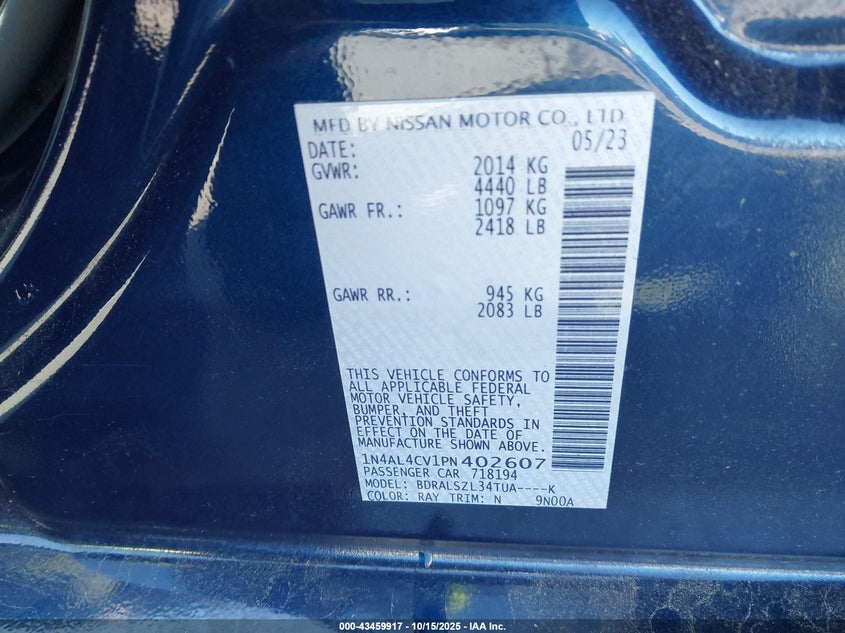 MFD BY NISSAN MOTOR CO., LTD
DATE: 05/23
GVWR: 2014 KG
4440 LB
GAWR FR.: 1097 KG
2418 LB
GAWR RR.: 945 KG
2083 LB
THIS VEHICLE CONFORMS TO
ALL APPLICABLE FEDERAL
MOTOR VEHICLE SAFETY,
BUMPER, AND THEFT
PREVENTION STANDARDS IN
EFFECT ON THE DATE OF
MANUFACTURE SHOWN ABOVE.
1N4AL4CV1PN402607
PASSENGER CAR 718194
MODEL: BDRALSZL34TUA----K
COLOR: RAY TRIM: N 9N00A
000-43459917 - 10/15/2025 - IAA Inc.